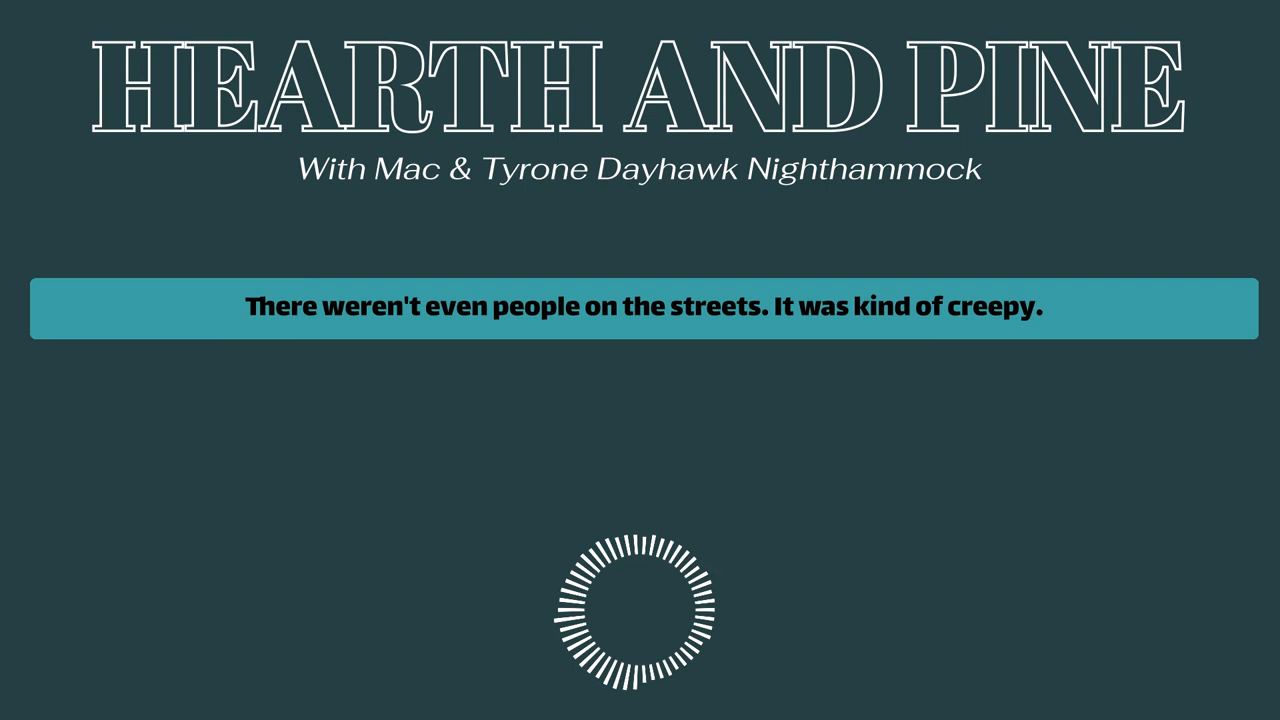 HEARTH AND PINE
With Mac & Tyrone Dayhawk Nighthammock
There weren't even people on the streets. It was kind of creepy.